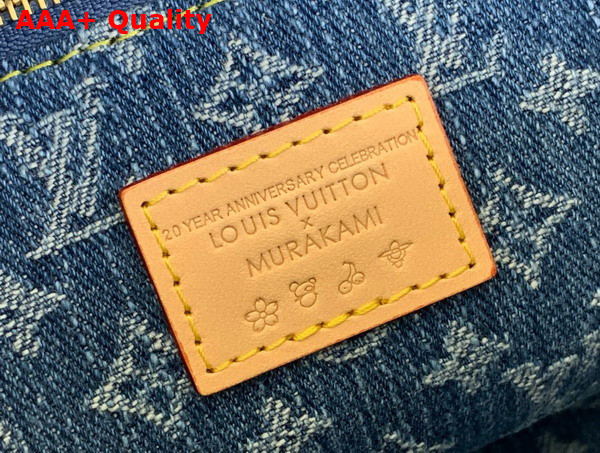 AAA+ Quality
20 YEAR ANNIVERSARY CELEBRATION
LOUIS VUITTON
×
MURAKAMI